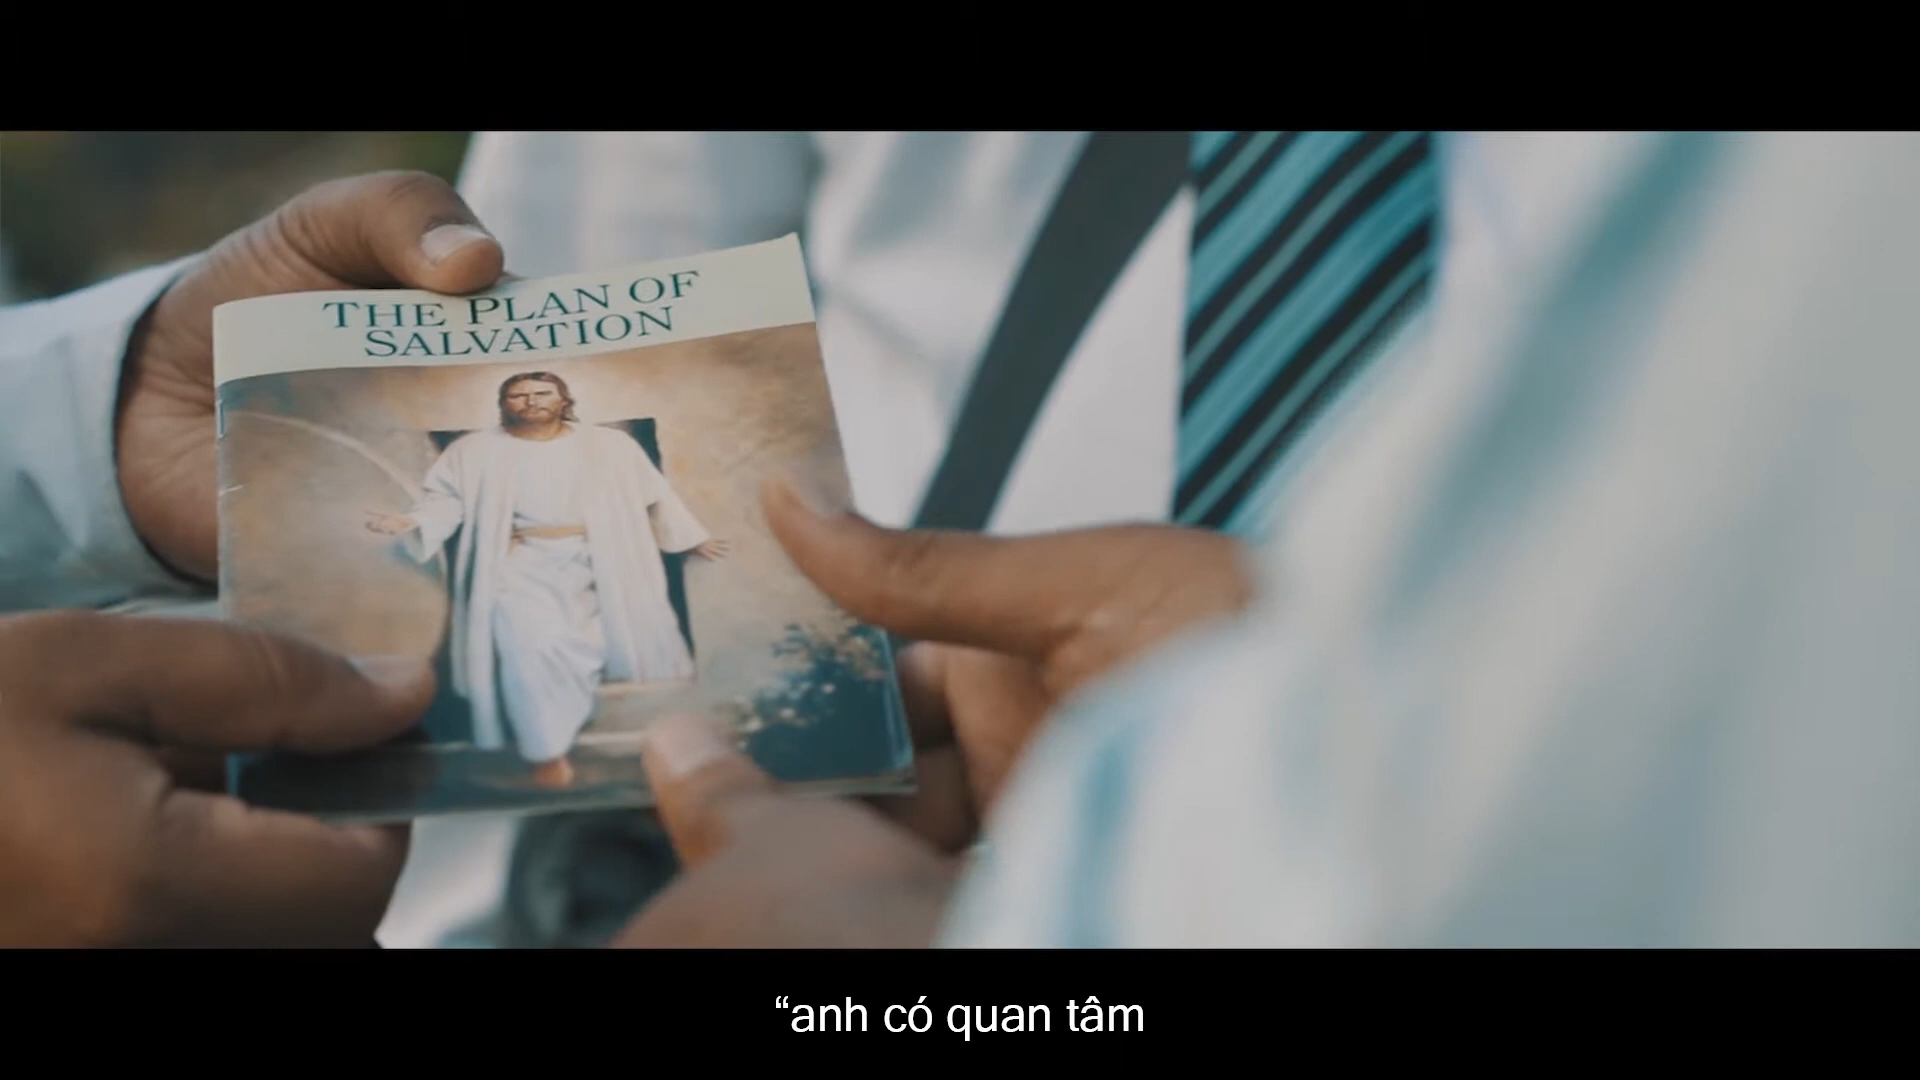 THE PLAN OF
SALVATION
“anh có quan tâm